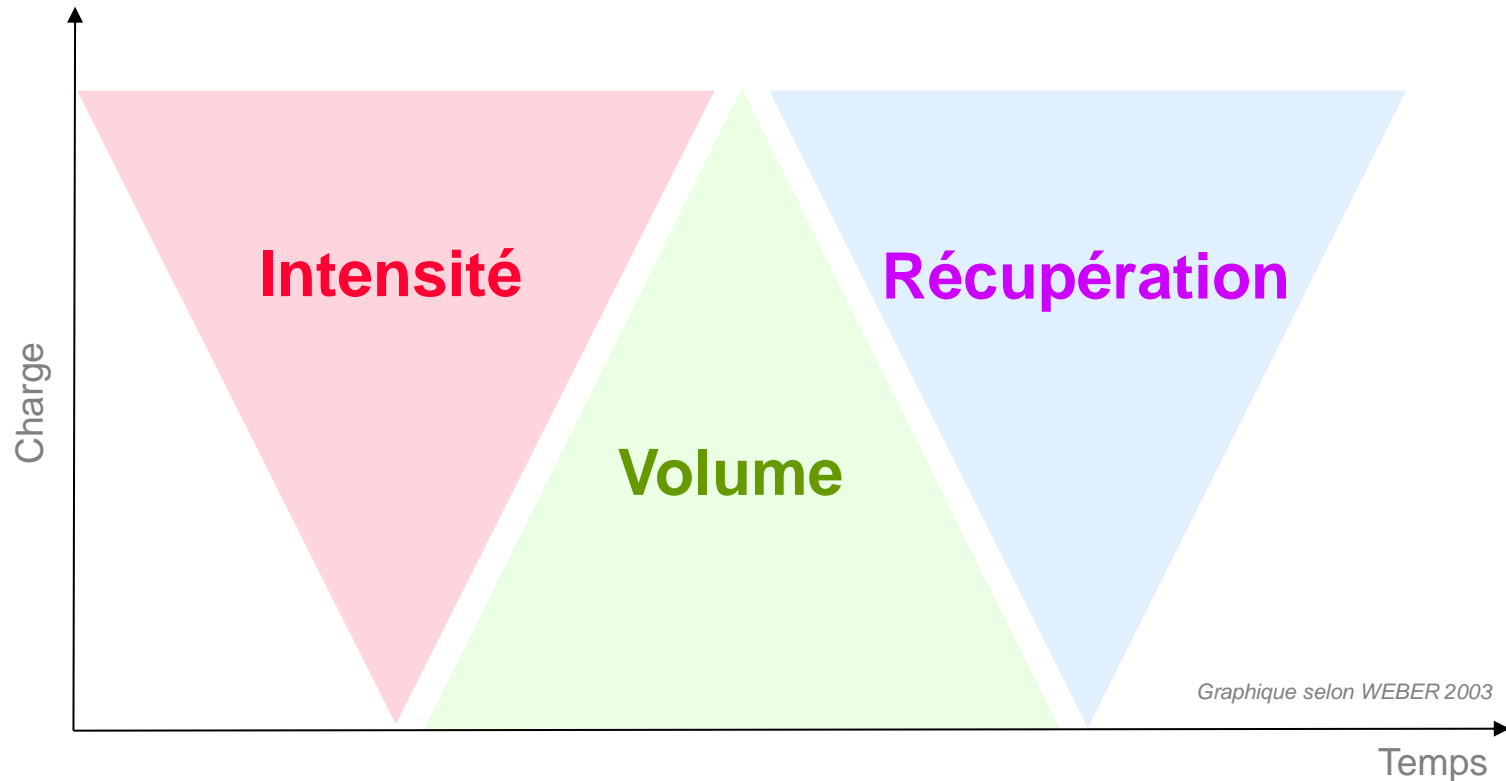 Intensité
Récupération
Volume
Charge
Graphique selon WEBER 2003
Temps